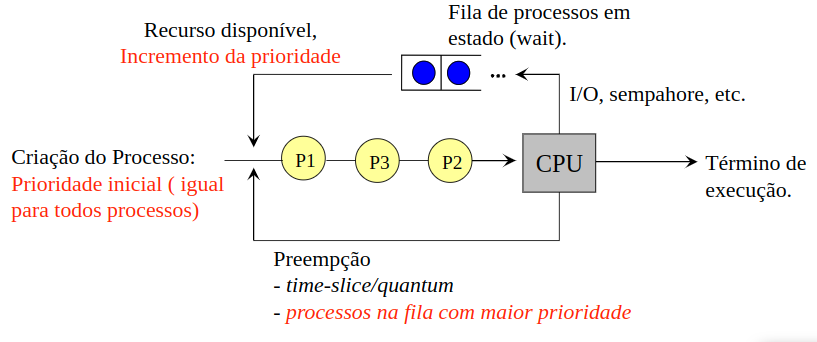 Recurso disponível,
Incremento da prioridade
Fila de processos em
estado (wait).
...
I/O, sempahore, etc.
Criação do Processo:
Prioridade inicial ( igual
para todos processos)
P1
P3
P2
CPU
Término de
execução.
Preempção
- time-slice/quantum
- processos na fila com maior prioridade